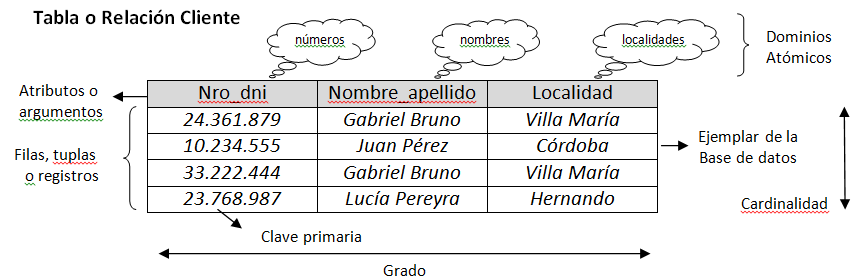 Tabla o Relación Cliente
números
nombres
localidades
Dominios
Atómicos
Atributos o
argumentos
Nro_dni Nombre_apellido Localidad
24.361.879 Gabriel Bruno Villa María
10.234.555 Juan Pérez Córdoba
33.222.444 Gabriel Bruno Villa María
23.768.987 Lucía Pereyra Hernando
Filas, tuplas
o registros
Ejemplar de la
Base de datos
Cardinalidad
Clave primaria
Grado